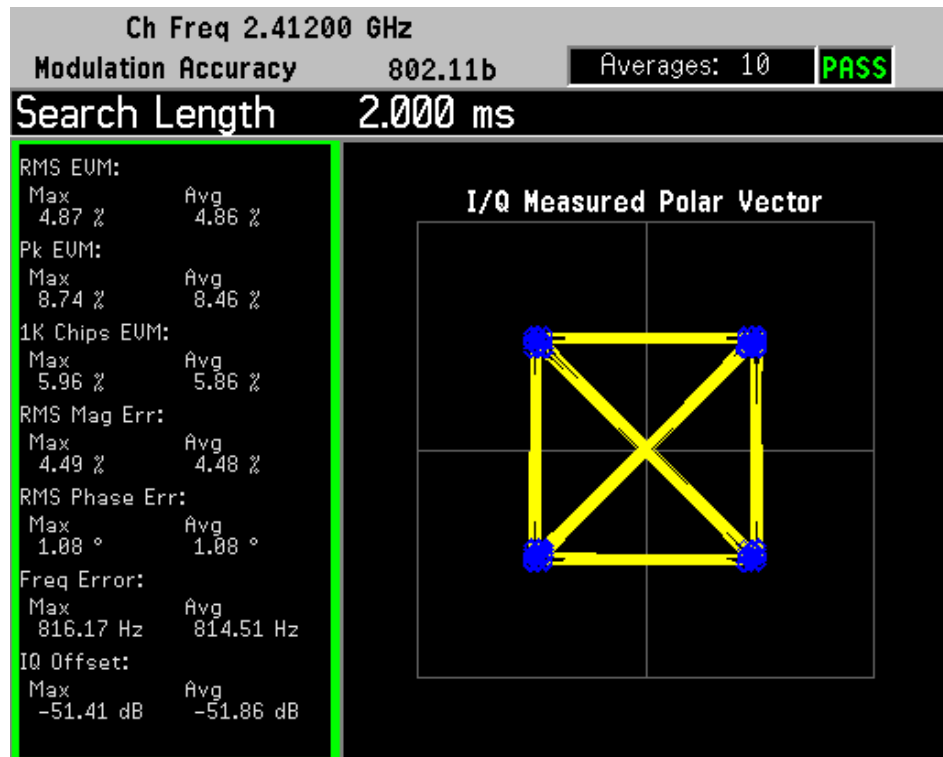 Ch Freq 2.41200 GHz
Modulation Accuracy 802.11b Averages: 10 PASS
Search Length 2.000 ms
RMS EVM:
Max Avg
4.87 % 4.86 %
Pk EVM:
Max Avg
8.74 % 8.46 %
1K Chips EVM:
Max Avg
5.96 % 5.86 %
RMS Mag Err:
Max Avg
4.49 % 4.48 %
RMS Phase Err:
Max Avg
1.08 ° 1.08 °
Freq Error:
Max Avg
816.17 Hz 814.51 Hz
IQ Offset:
Max Avg
-51.41 dB -51.86 dB
I/Q Measured Polar Vector